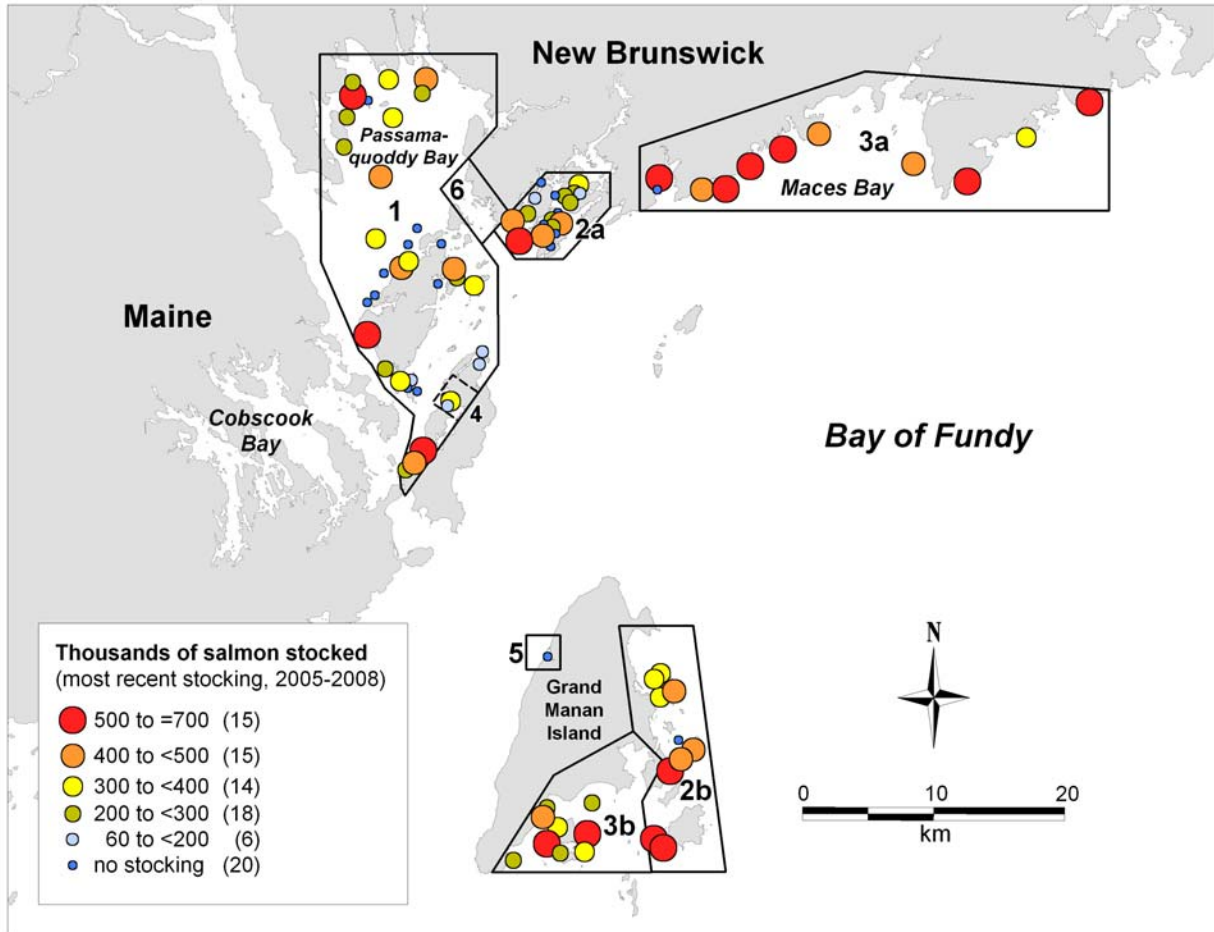 New Brunswick
Passama-
quoddy Bay
3a
Maces Bay
6
1
2a
Maine
4
Cobscook
Bay
Bay of Fundy
5
Grand
Manan
Island
2b
3b
N
0 10 20
km
Thousands of salmon stocked
(most recent stocking, 2005-2008)
500 to =700 (15)
400 to <500 (15)
300 to <400 (14)
200 to <300 (18)
60 to <200 (6)
no stocking (20)